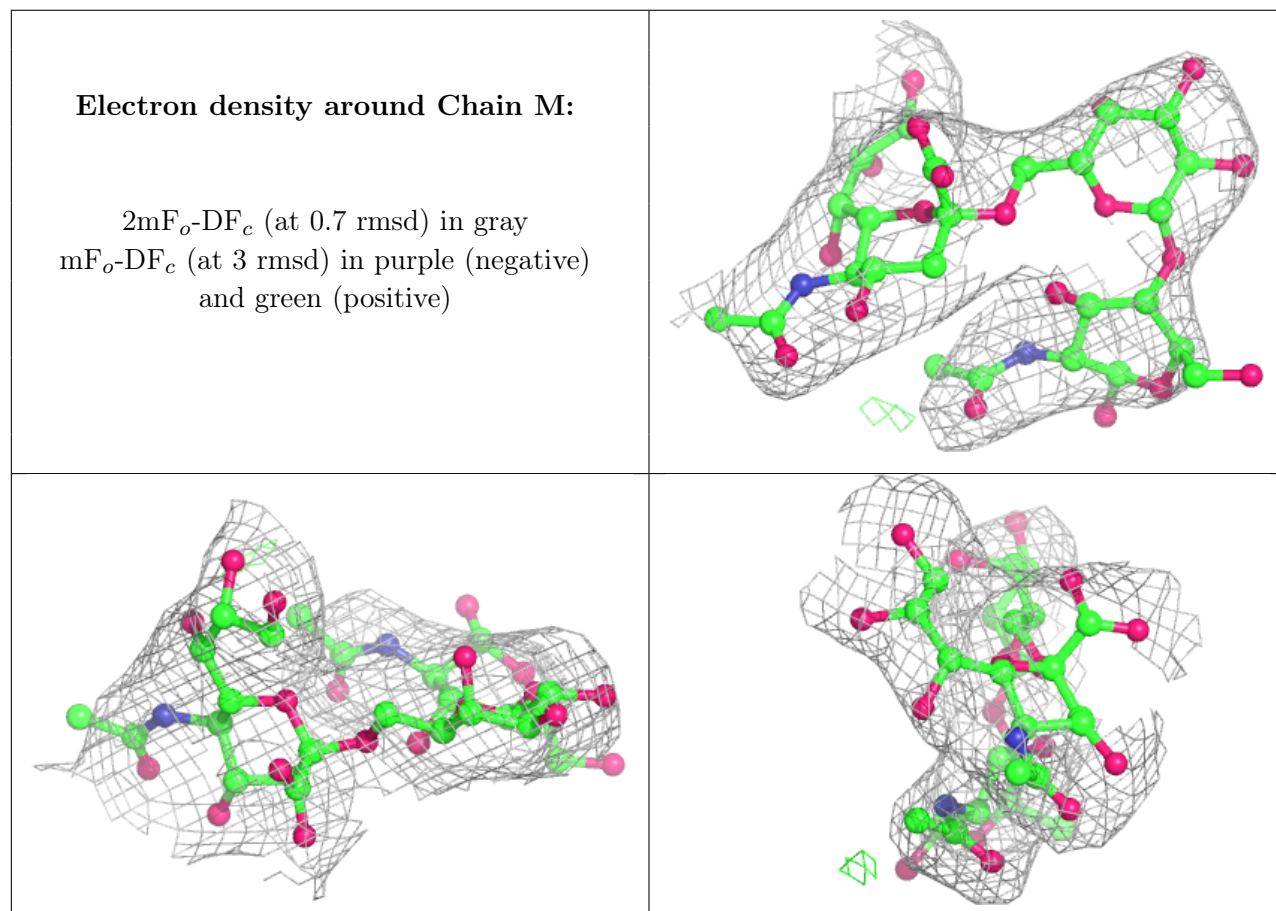 Electron density around Chain M:
2mFₒ-DF𝒸 (at 0.7 rmsd) in gray
mFₒ-DF𝒸 (at 3 rmsd) in purple (negative)
and green (positive)